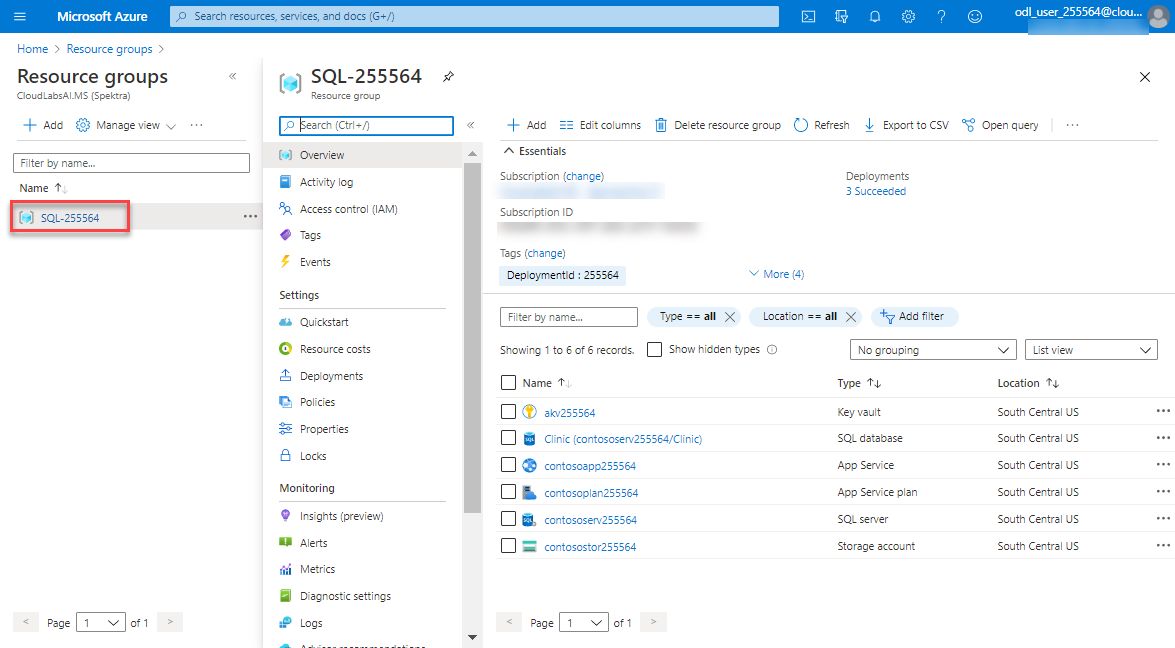 Microsoft Azure
Search resources, services, and docs (G+/)
odl_user_255564@clou...
Home > Resource groups >
Resource groups
CloudLabsAI.MS (Spektra)
Add
Manage view
Filter by name...
Name
SQL-255564
Page 1 of 1
SQL-255564
Resource group
Search (Ctrl+/)
Overview
Activity log
Access control (IAM)
Tags
Events
Settings
Quickstart
Resource costs
Deployments
Policies
Properties
Locks
Monitoring
Insights (preview)
Alerts
Metrics
Diagnostic settings
Logs
Advisor recommendations
Add
Edit columns
Delete resource group
Refresh
Export to CSV
Open query
Essentials
Subscription (change)
Deployments
3 Succeeded
Subscription ID
Tags (change)
DeploymentId : 255564
More (4)
Filter by name...
Type == all
Location == all
Add filter
Showing 1 to 6 of 6 records.
Show hidden types
No grouping
List view
Name Type Location
akv255564 Key vault South Central US
Clinic (contososerv255564/Clinic) SQL database South Central US
contosoapp255564 App Service South Central US
contosoplan255564 App Service plan South Central US
contososerv255564 SQL server South Central US
contosostor255564 Storage account South Central US
Page 1 of 1